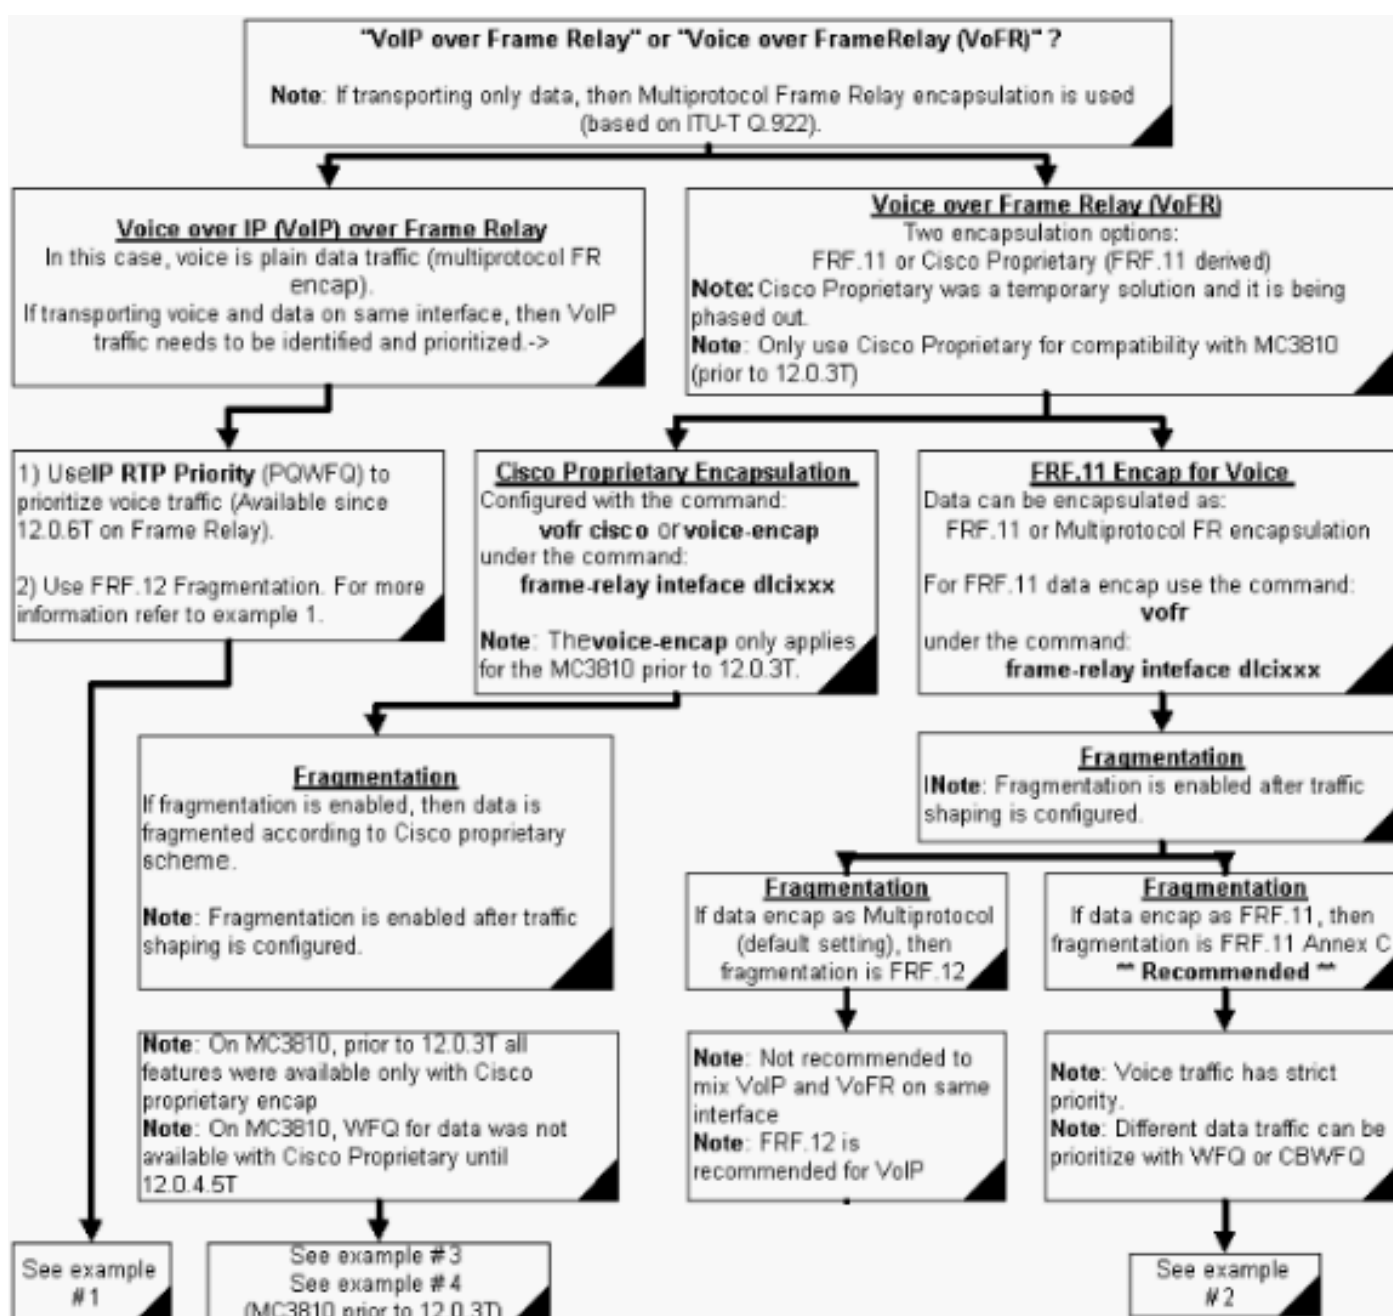 "VoIP over Frame Relay" or "Voice over FrameRelay (VoFR)" ?
Note: If transporting only data, then Multiprotocol Frame Relay encapsulation is used
(based on ITU-T Q.922).
Voice over IP (VoIP) over Frame Relay
In this case, voice is plain data traffic (multiprotocol FR
encap).
If transporting voice and data on same interface, then VoIP
traffic needs to be identified and prioritized.->
Voice over Frame Relay (VoFR)
Two encapsulation options:
FRF.11 or Cisco Proprietary (FRF.11 derived)
Note: Cisco Proprietary was a temporary solution and it is being
phased out.
Note: Only use Cisco Proprietary for compatibility with MC3810
(prior to 12.0.3T)
1) UseIP RTP Priority (PQWFQ) to
prioritize voice traffic (Available since
12.0.6T on Frame Relay).
2) Use FRF.12 Fragmentation. For more
information refer to example 1.
Cisco Proprietary Encapsulation
Configured with the command:
vofr cisco or voice-encap
under the command:
frame-relay inteface dlcixxx
Note: Thevoice-encap only applies
for the MC3810 prior to 12.0.3T.
FRF.11 Encap for Voice
Data can be encapsulated as:
FRF.11 or Multiprotocol FR encapsulation
For FRF.11 data encap use the command:
vofr
under the command:
frame-relay inteface dlcixxx
Fragmentation
If fragmentation is enabled, then data is
fragmented according to Cisco proprietary
scheme.
Note: Fragmentation is enabled after traffic
shaping is configured.
Fragmentation
INote: Fragmentation is enabled after traffic
shaping is configured.
Fragmentation
If data encap as Multiprotocol
(default setting), then
fragmentation is FRF.12
Fragmentation
If data encap as FRF.11, then
fragmentation is FRF.11 Annex C
** Recommended **
Note: On MC3810, prior to 12.0.3T all
features were available only with Cisco
proprietary encap
Note: On MC3810, WFQ for data was not
available with Cisco Proprietary until
12.0.4.5T
Note: Not recommended to
mix VoIP and VoFR on same
interface
Note: FRF.12 is
recommended for VoIP
Note: Voice traffic has strict
priority.
Note: Different data traffic can be
prioritize with WFQ or CBWFQ
See example
#1
See example #3
See example #4
(MC3810 prior to 12.0.3T)
See example
#2